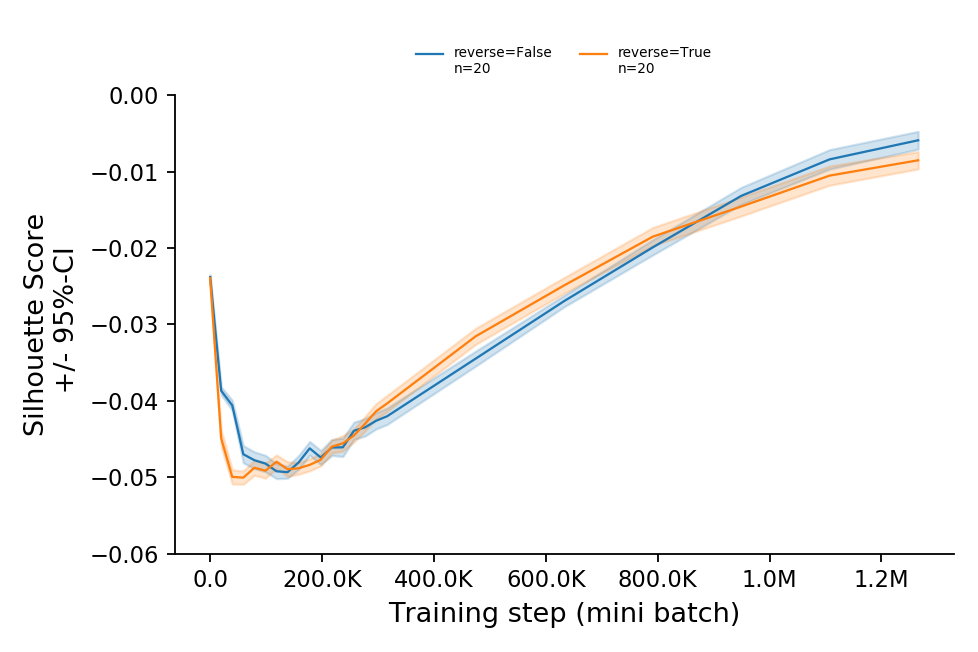 reverse=False
n=20
reverse=True
n=20
0.00
−0.01
−0.02
−0.03
−0.04
−0.05
−0.06
Silhouette Score
+/- 95%-CI
0.0
200.0K
400.0K
600.0K
800.0K
1.0M
1.2M
Training step (mini batch)